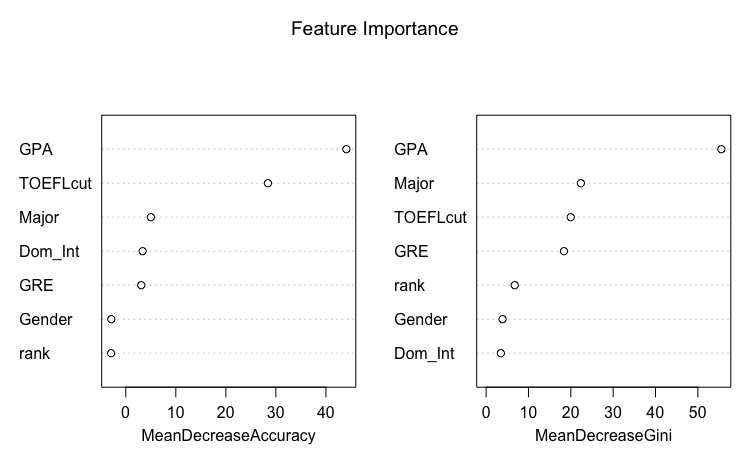 Feature Importance
GPA
TOEFLcut
Major
Dom_Int
GRE
Gender
rank
0 10 20 30 40
MeanDecreaseAccuracy
GPA
Major
TOEFLcut
GRE
rank
Gender
Dom_Int
0 10 20 30 40 50
MeanDecreaseGini